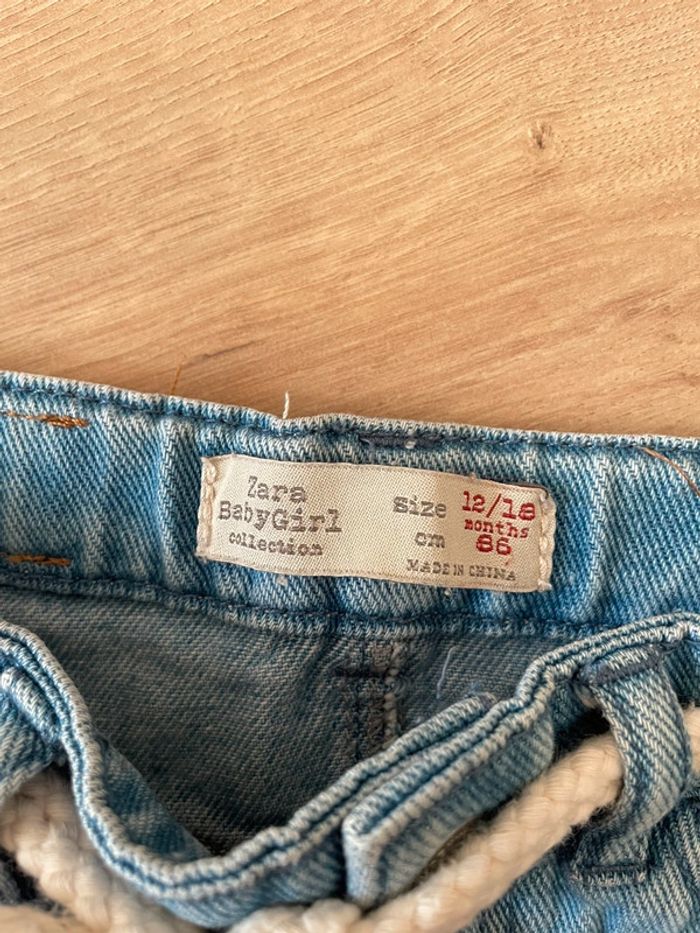 Zara
BabyGirl
collection
Size 12/18
months
cm 86
MADE IN CHINA